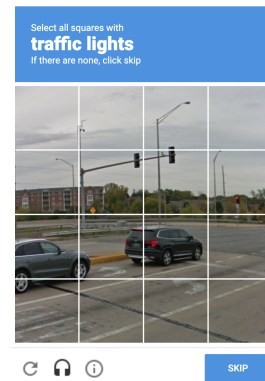 Select all squares with
traffic lights
If there are none, click skip
SKIP